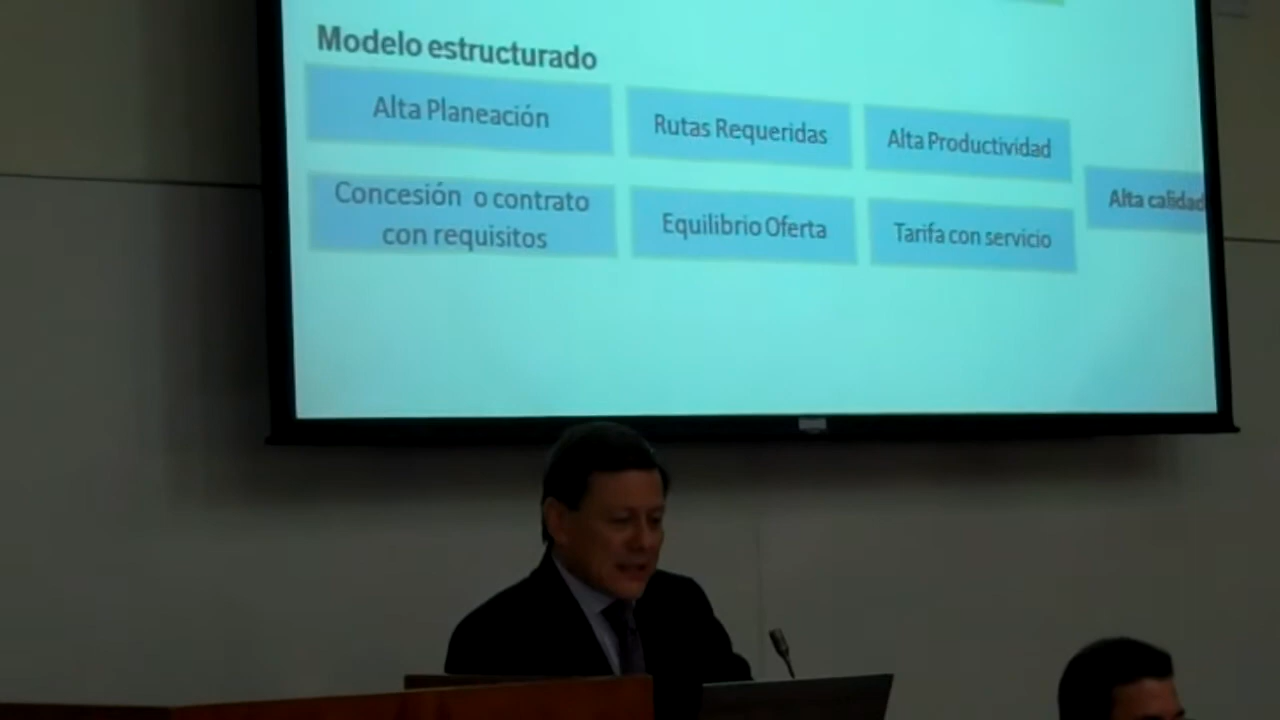 Modelo estructurado
Alta Planeación
Rutas Requeridas
Alta Productividad
Alta calidad
Concesión o contrato
con requisitos
Equilibrio Oferta
Tarifa con servicio